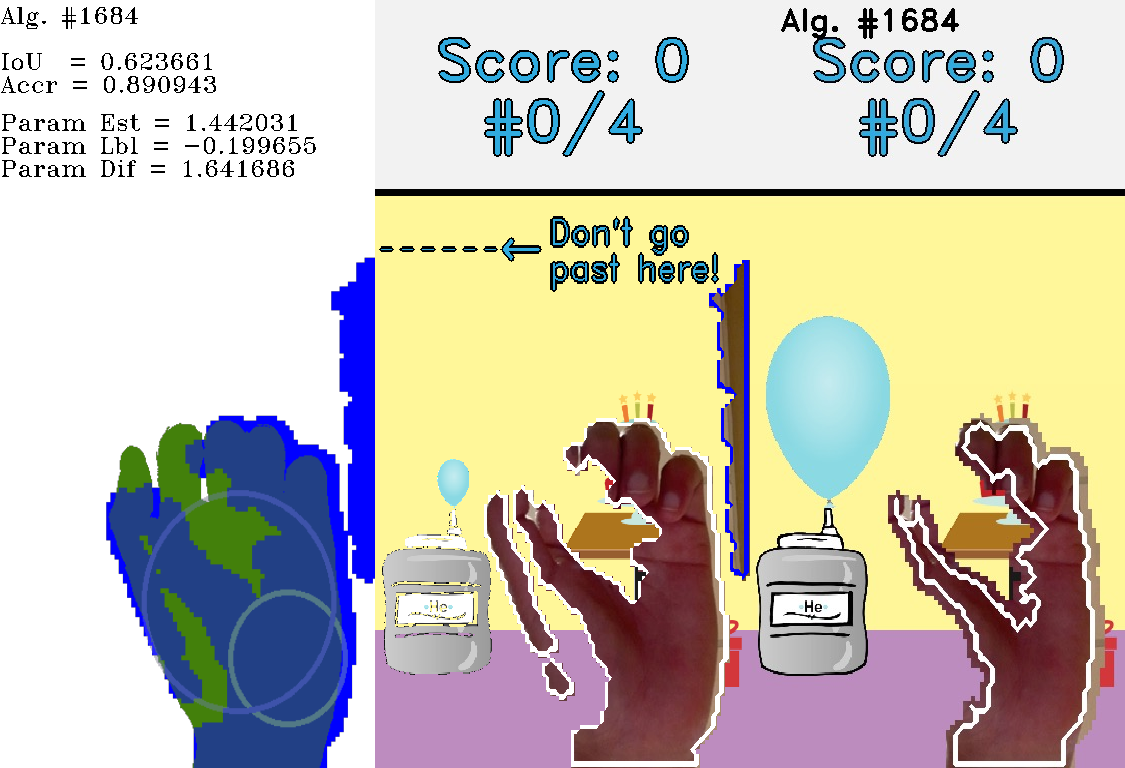 Alg. #1684
IoU = 0.623661
Accr = 0.890943
Param Est = 1.442031
Param Lbl = −0.199655
Param Dif = 1.641686
Score: 0
#0/4
Don't go
past here!
He
Alg. #1684
Score: 0
#0/4
He